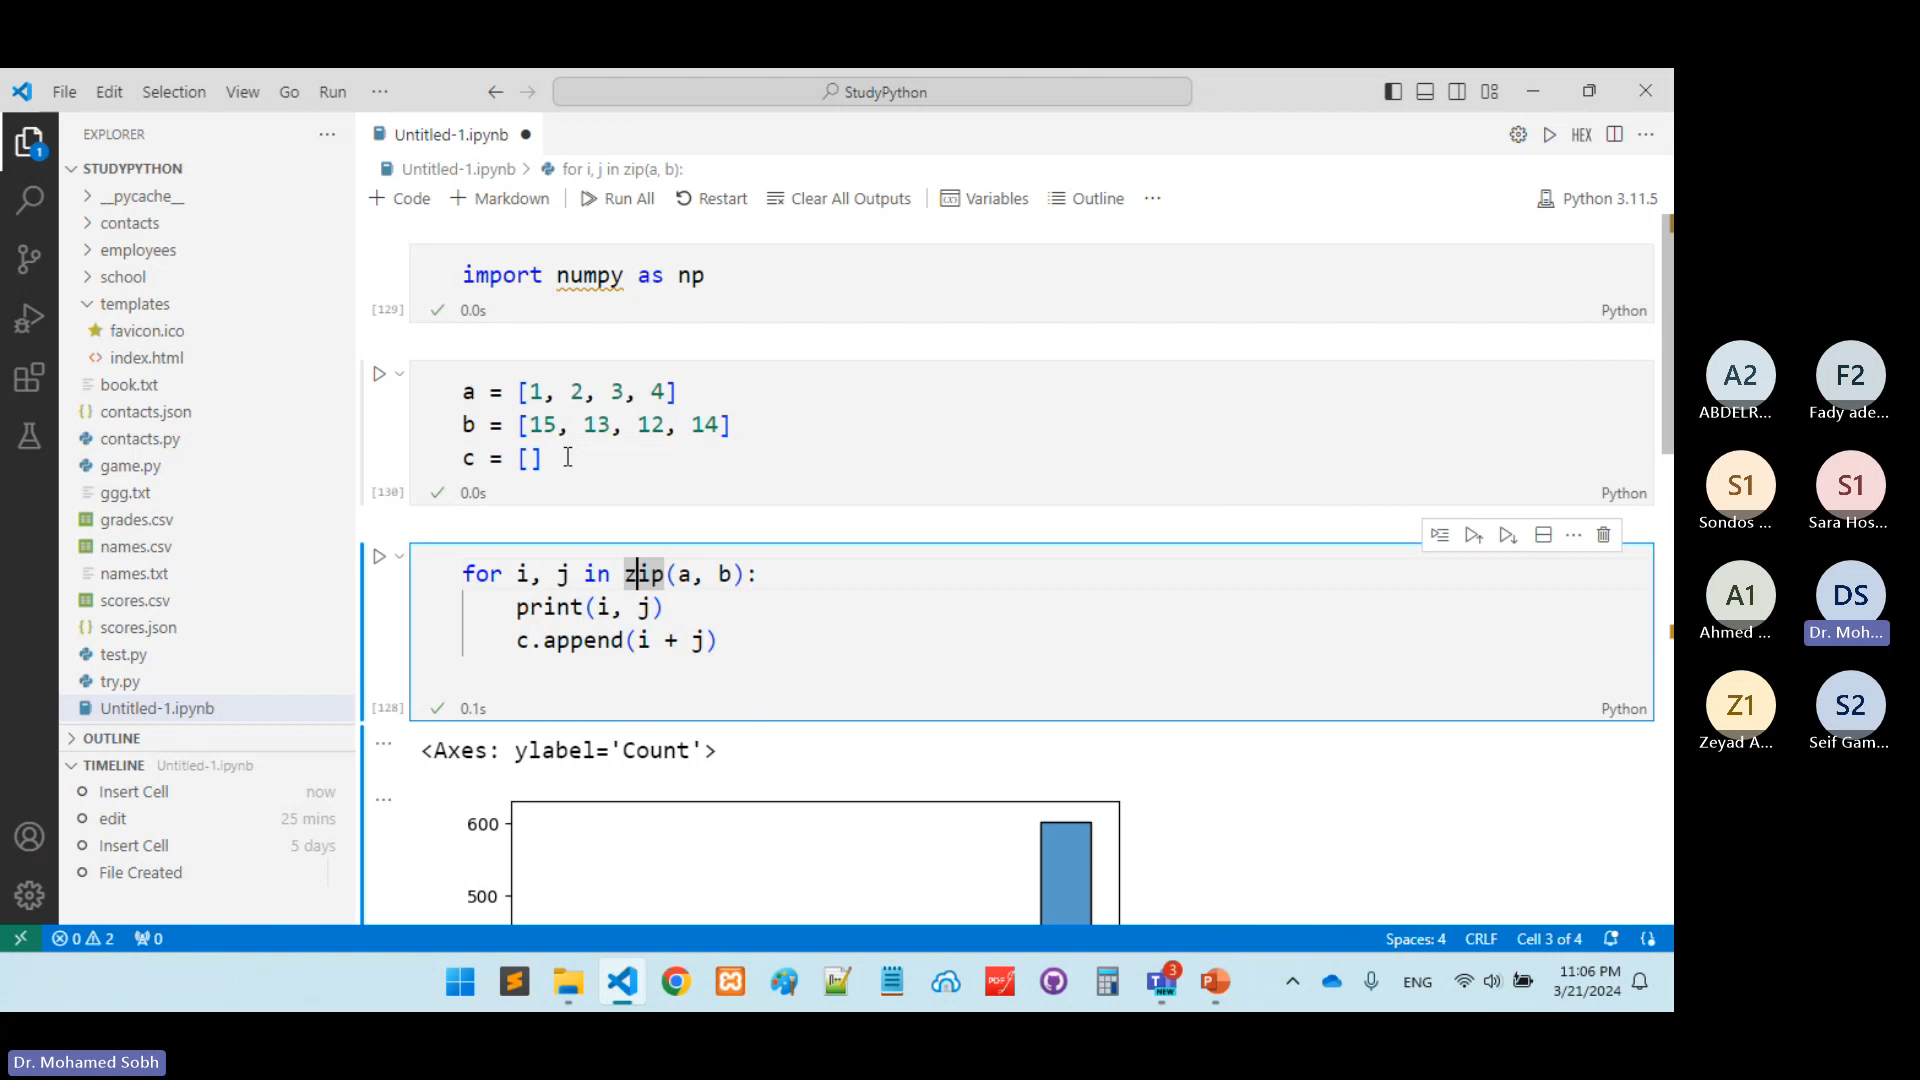 File Edit Selection View Go Run ··· StudyPython
EXPLORER
STUDYPYTHON
__pycache__
contacts
employees
school
templates
favicon.ico
index.html
book.txt
contacts.json
contacts.py
game.py
ggg.txt
grades.csv
names.csv
names.txt
scores.csv
scores.json
test.py
try.py
Untitled-1.ipynb
OUTLINE
TIMELINE Untitled-1.ipynb
Insert Cell now
edit 25 mins
Insert Cell 5 days
File Created
Untitled-1.ipynb
HEX
Untitled-1.ipynb > for i, j in zip(a, b):
+ Code + Markdown Run All Restart Clear All Outputs Variables Outline ··· Python 3.11.5
import numpy as np
[129] 0.0s Python
a = [1, 2, 3, 4]
b = [15, 13, 12, 14]
c = []
[130] 0.0s Python
for i, j in zip(a, b):
print(i, j)
c.append(i + j)
[128] 0.1s Python
<Axes: ylabel='Count'>
600
500
0 2 0 Spaces: 4 CRLF Cell 3 of 4
ENG 11:06 PM
3/21/2024
A2 F2
ABDELR... Fady ade...
S1 S1
Sondos ... Sara Hos...
A1 DS
Ahmed ... Dr. Moh...
Z1 S2
Zeyad A... Seif Gam...
Dr. Mohamed Sobh